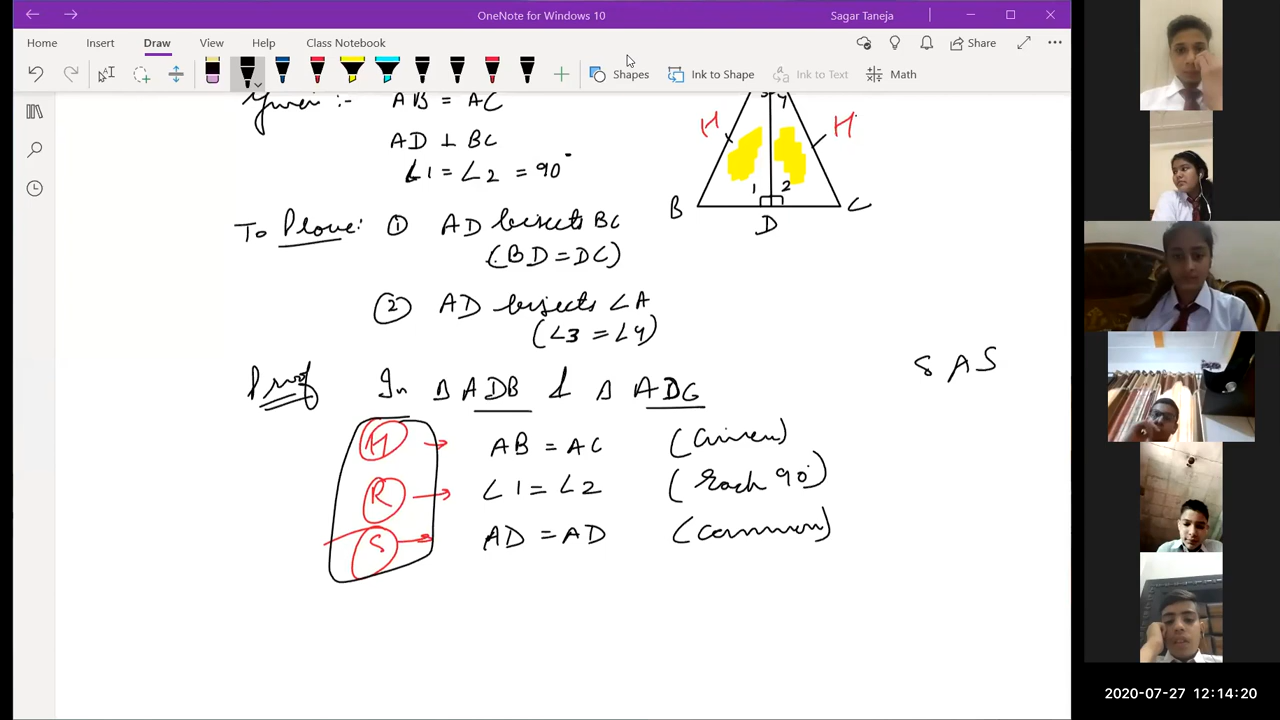 OneNote for Windows 10
Sagar Taneja
Home Insert Draw View Help Class Notebook
Share
Shapes
Ink to Shape
Ink to Text
Math
Given :- AB = AC
AD ⊥ BC
∠1 = ∠2 = 90°
3 4
H H
1 2
B D C
To Prove: ① AD bisects BC
(BD = DC)
② AD bisects ∠A
(∠3 = ∠4)
SAS
Proof In Δ ADB & Δ ADC
H → AB = AC (Given)
R → ∠1 = ∠2 (Each 90°)
S → AD = AD (Common)
2020-07-27 12:14:20